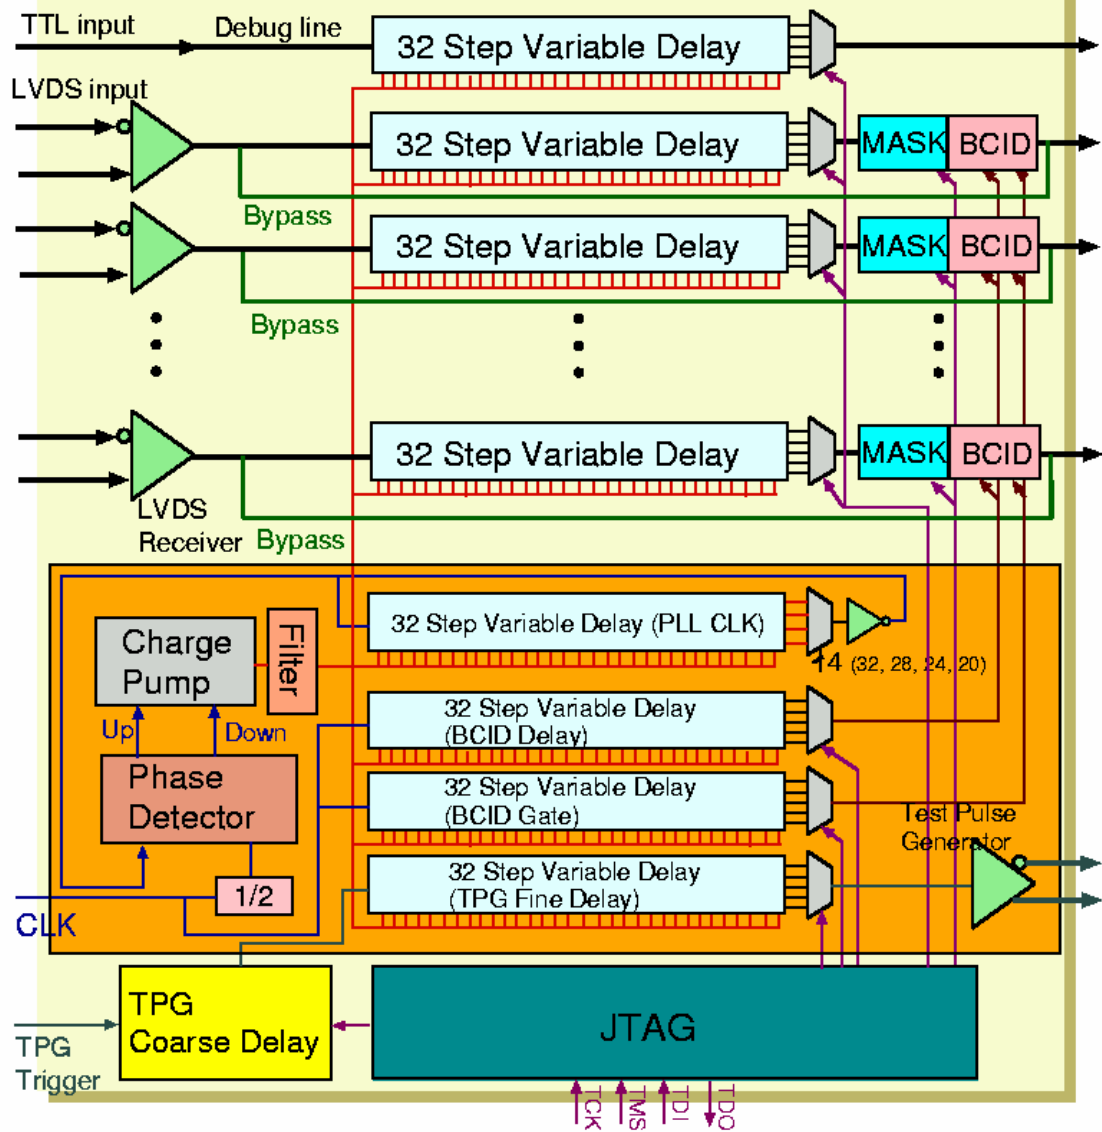 TTL input
Debug line
32 Step Variable Delay
LVDS input
32 Step Variable Delay
MASK
BCID
Bypass
32 Step Variable Delay
MASK
BCID
Bypass
32 Step Variable Delay
MASK
BCID
LVDS
Receiver
Bypass
32 Step Variable Delay (PLL CLK)
Charge
Pump
Filter
4 (32, 28, 24, 20)
Up
Down
32 Step Variable Delay
(BCID Delay)
Phase
Detector
32 Step Variable Delay
(BCID Gate)
Test Pulse
Generator
32 Step Variable Delay
(TPG Fine Delay)
1/2
CLK
TPG
Coarse Delay
JTAG
TPG
Trigger
TCK
TMS
TDI
TDO